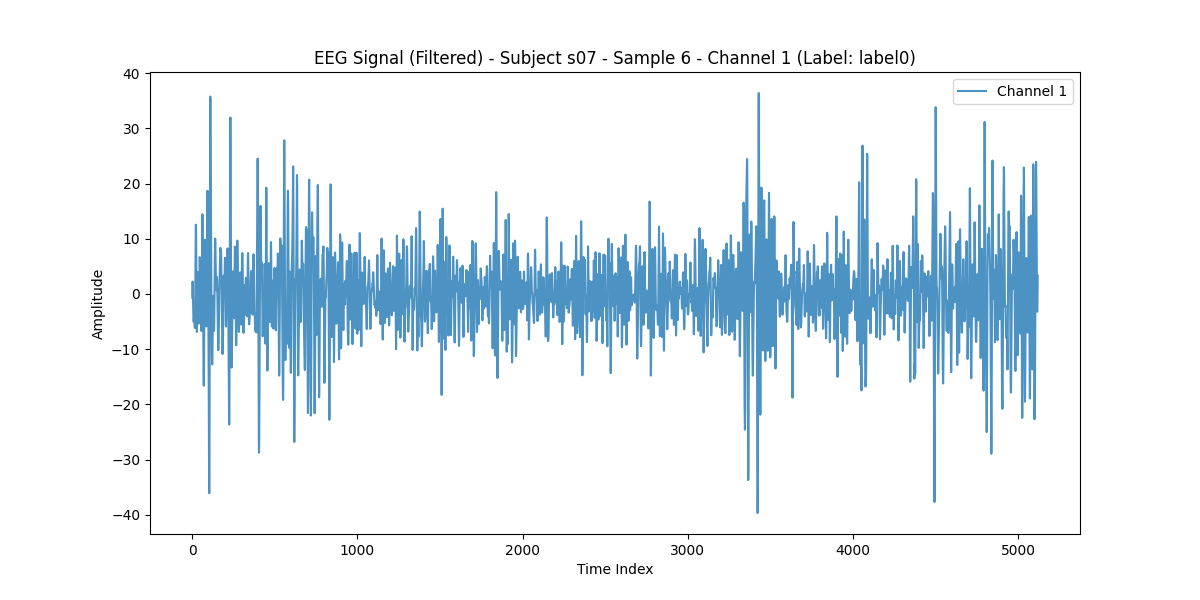 EEG Signal (Filtered) - Subject s07 - Sample 6 - Channel 1 (Label: label0)
Channel 1
Amplitude
40
30
20
10
0
−10
−20
−30
−40
0 1000 2000 3000 4000 5000
Time Index